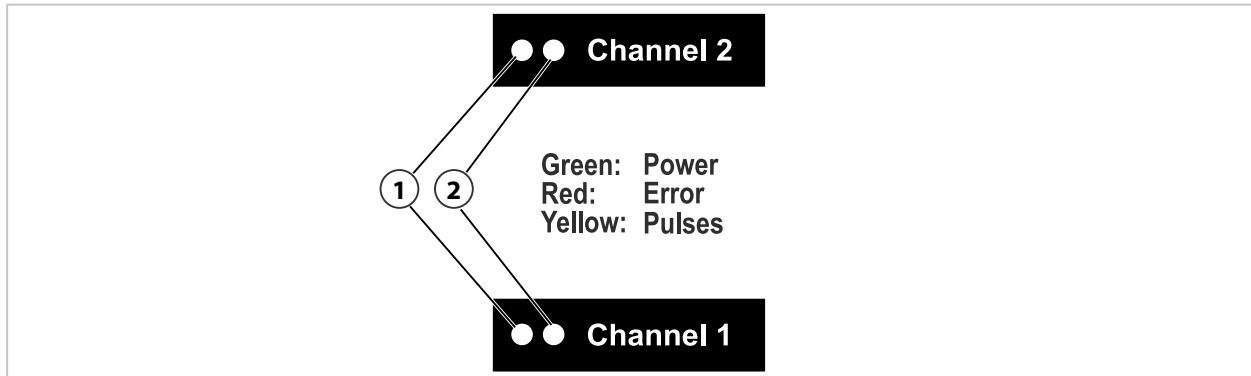 Channel 2
1 2
Green: Power
Red: Error
Yellow: Pulses
Channel 1